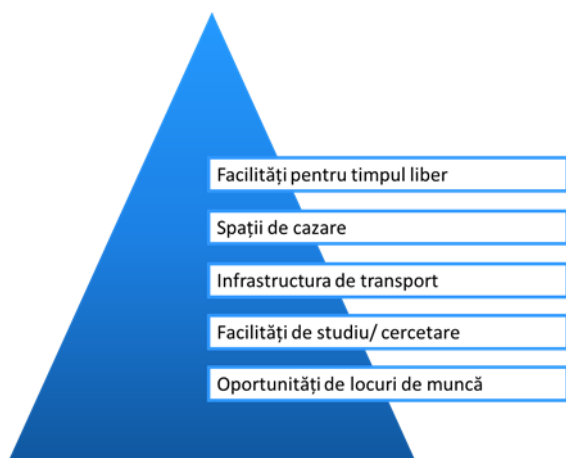 Facilități pentru timpul liber
Spații de cazare
Infrastructura de transport
Facilități de studiu/ cercetare
Oportunități de locuri de muncă